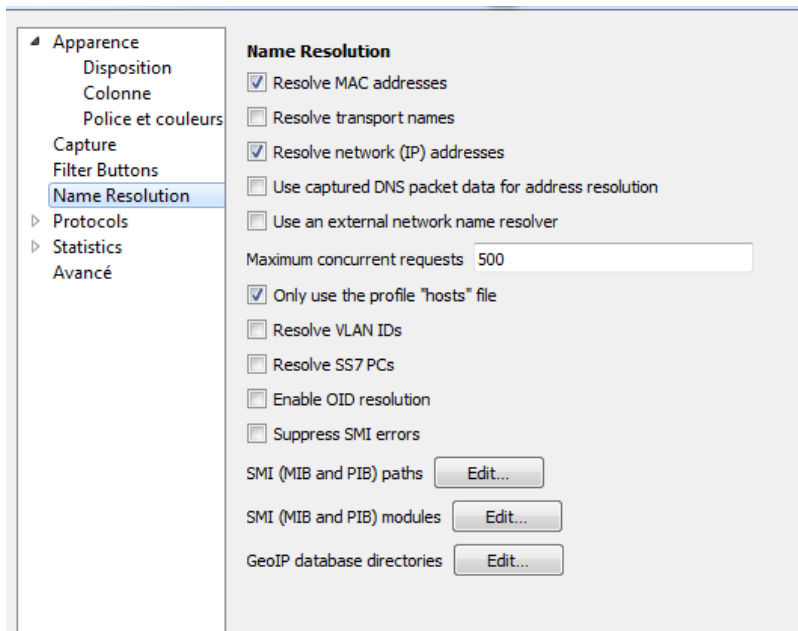 Apparence
Disposition
Colonne
Police et couleurs
Capture
Filter Buttons
Name Resolution
Protocols
Statistics
Avancé
Name Resolution
Resolve MAC addresses
Resolve transport names
Resolve network (IP) addresses
Use captured DNS packet data for address resolution
Use an external network name resolver
Maximum concurrent requests 500
Only use the profile "hosts" file
Resolve VLAN IDs
Resolve SS7 PCs
Enable OID resolution
Suppress SMI errors
SMI (MIB and PIB) paths Edit...
SMI (MIB and PIB) modules Edit...
GeoIP database directories Edit...